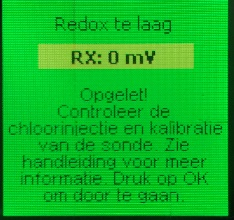 Redox te laag
RX: 0 mV
Opgelet!
Controleer de
chloorinjectie en kalibratie
van de sonde. Zie
handleiding voor meer
informatie. Druk op OK
om door te gaan.